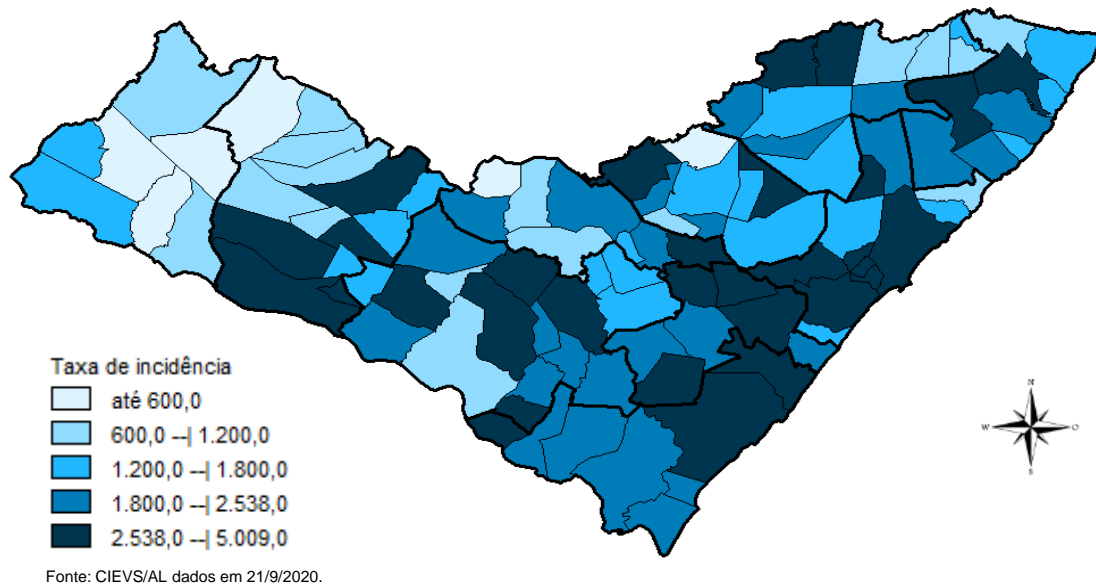 Taxa de incidência
até 600,0
600,0 --| 1.200,0
1.200,0 --| 1.800,0
1.800,0 --| 2.538,0
2.538,0 --| 5.009,0
N
W
O
S
Fonte: CIEVS/AL dados em 21/9/2020.